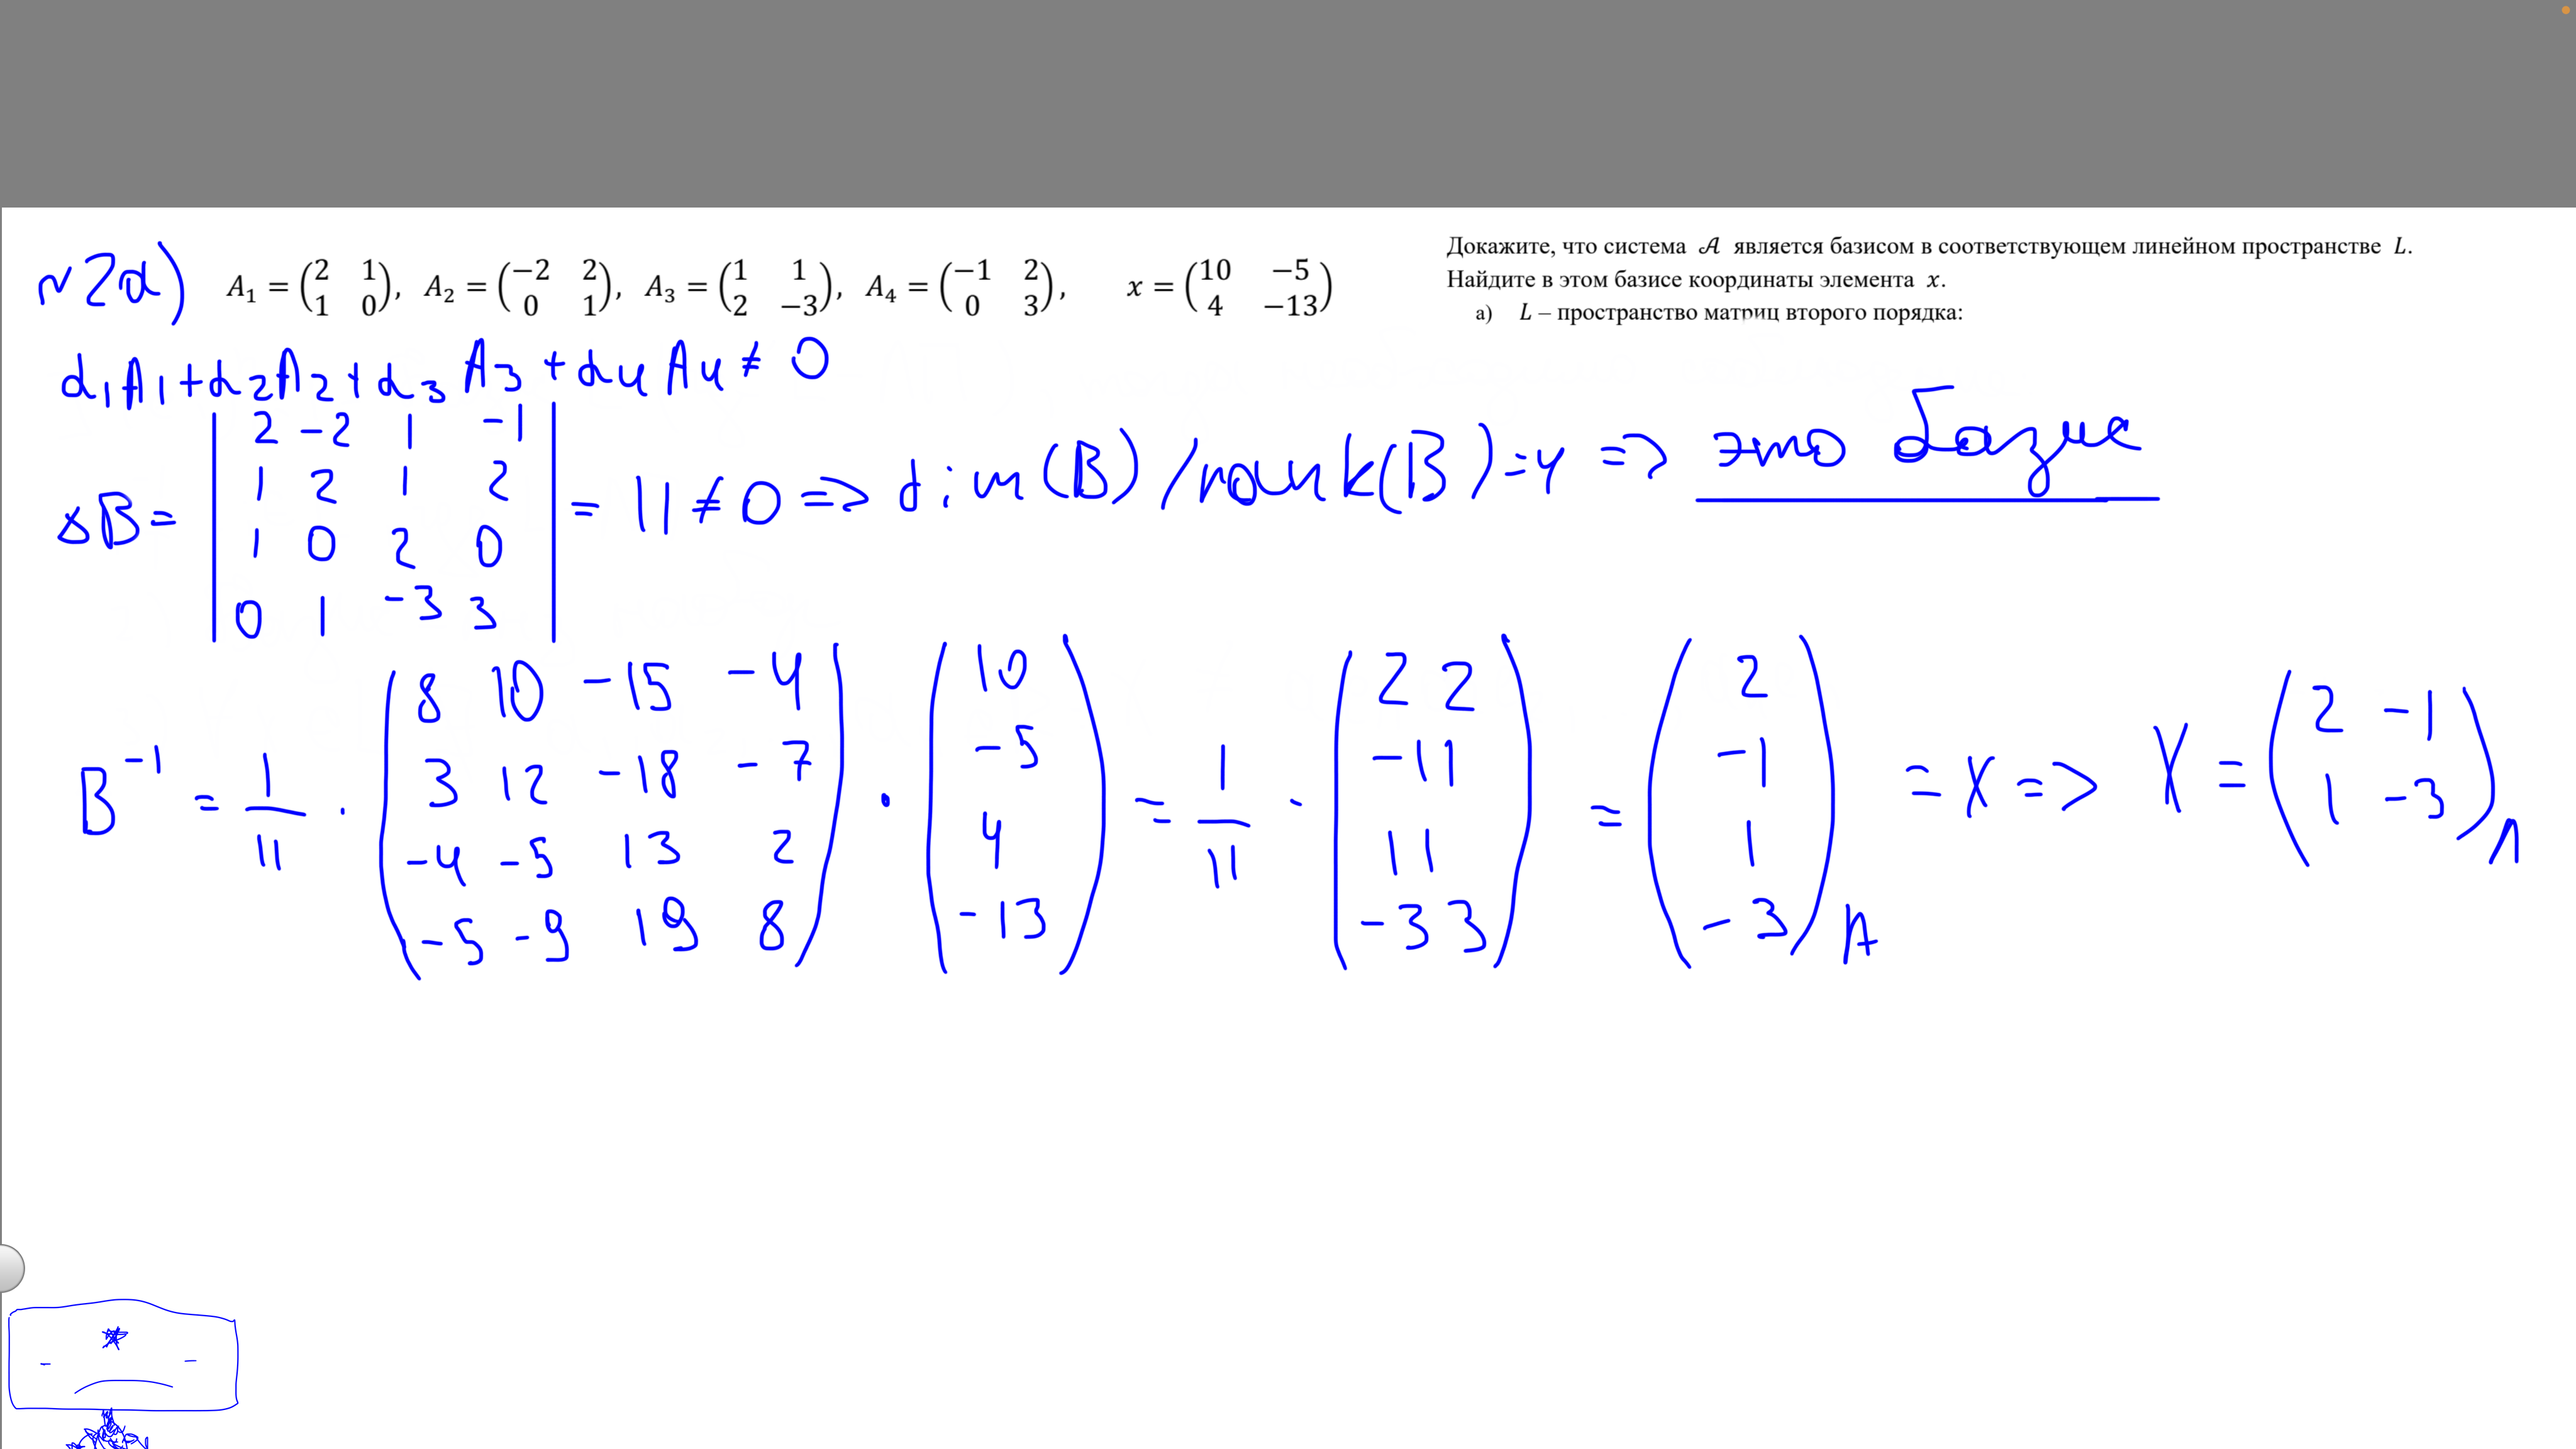 Докажите, что система 𝒜 является базисом в соответствующем линейном пространстве L.
Найдите в этом базисе координаты элемента x.
а) L – пространство матриц второго порядка:
№2а) A₁ = (2 1; 1 0), A₂ = (−2 2; 0 1), A₃ = (1 1; 2 −3), A₄ = (−1 2; 0 3), x = (10 −5; 4 −13)
α₁A₁+α₂A₂+α₃A₃+α₄A₄ ≠ 0
ΔB = |2 −2 1 −1; 1 2 1 2; 1 0 2 0; 0 1 −3 3| = 11 ≠ 0 => dim(B)/rank(B)=4 => это базис
B⁻¹ = 1/11 · (8 10 −15 −4; 3 12 −18 −7; −4 −5 13 2; −5 −9 19 8) · (10; −5; 4; −13) = 1/11 · (22; −11; 11; −33) = (2; −1; 1; −3)A = X => X = (2 −1; 1 −3)A